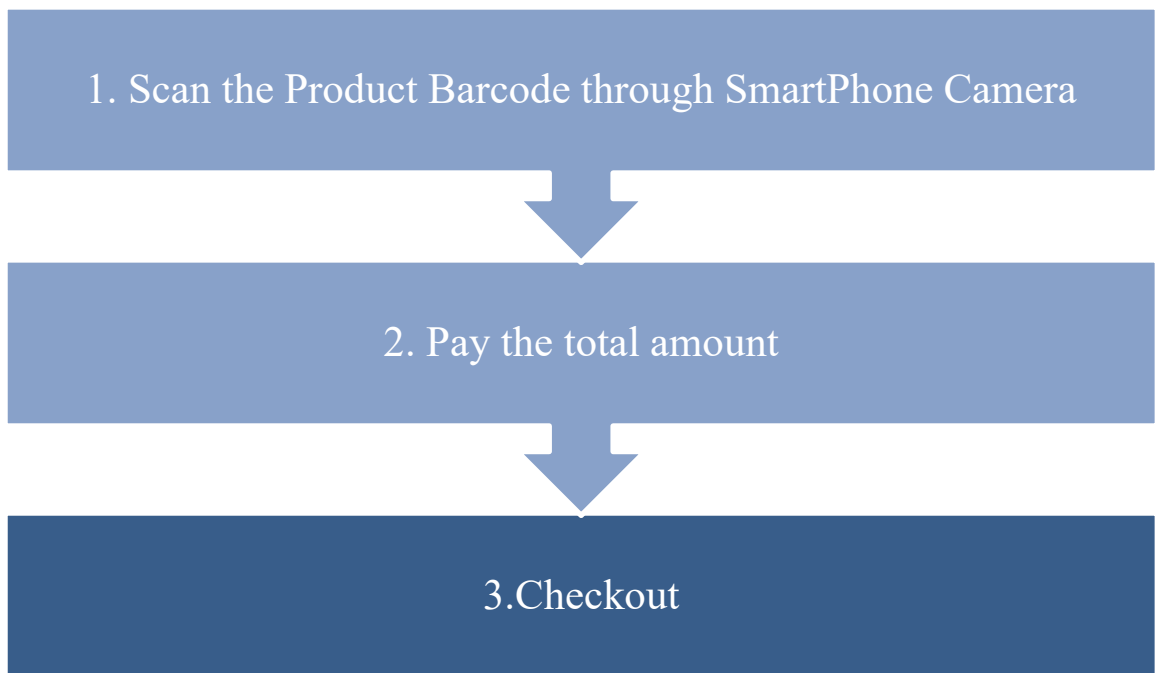 1. Scan the Product Barcode through SmartPhone Camera
2. Pay the total amount
3.Checkout